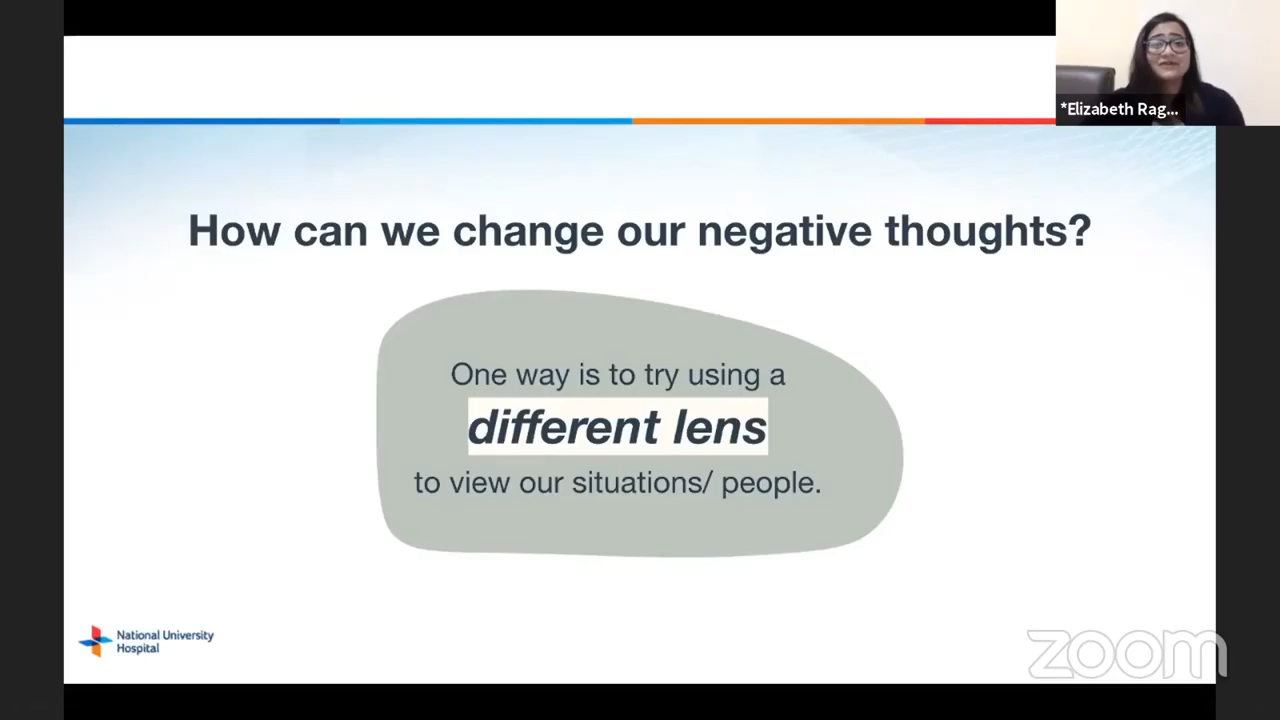 *Elizabeth Rag...
How can we change our negative thoughts?
One way is to try using a
different lens
to view our situations/ people.
National University
Hospital
zoom